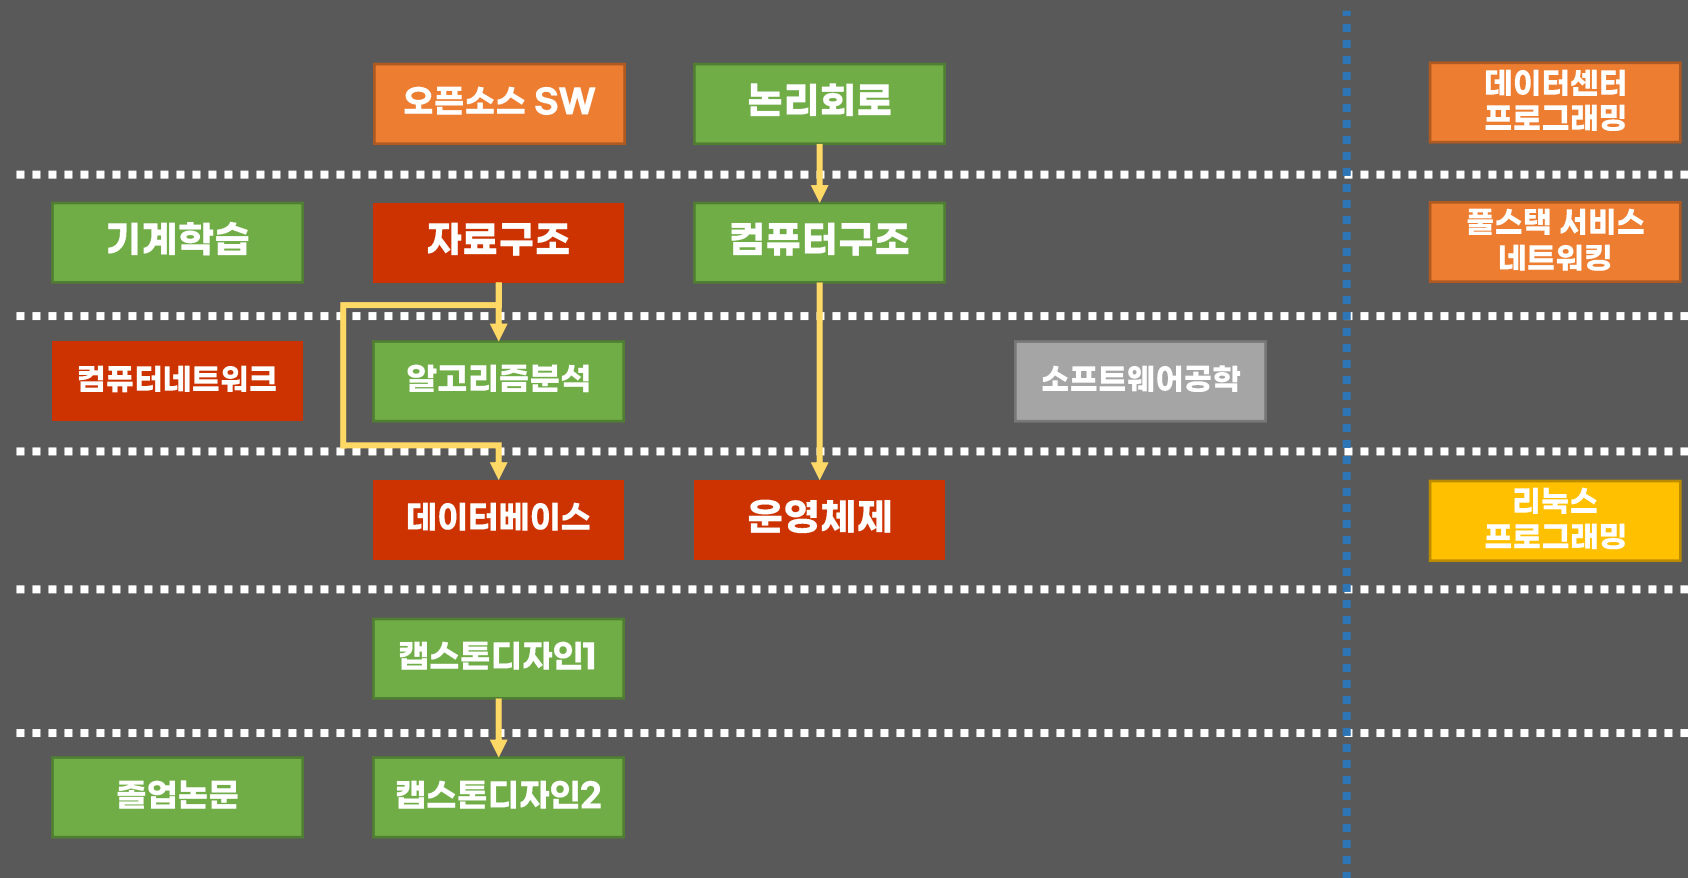 오픈소스 SW
논리회로
데이터센터
프로그래밍
기계학습
자료구조
컴퓨터구조
풀스택 서비스
네트워킹
컴퓨터네트워크
알고리즘분석
소프트웨어공학
데이터베이스
운영체제
리눅스
프로그래밍
캡스톤디자인1
졸업논문
캡스톤디자인2